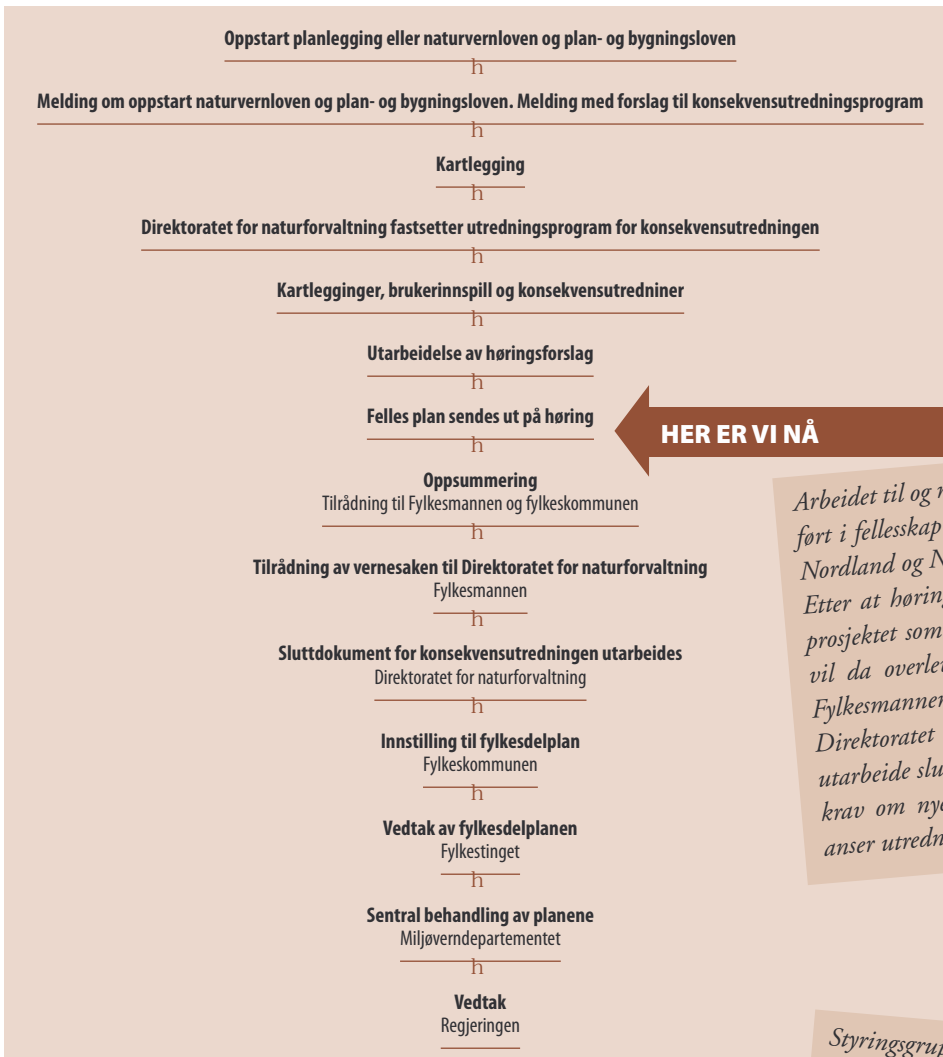 Oppstart planlegging eller naturvernloven og plan- og bygningsloven
h
Melding om oppstart naturvernloven og plan- og bygningsloven. Melding med forslag til konsekvensutredningsprogram
h
Kartlegging
h
Direktoratet for naturforvaltning fastsetter utredningsprogram for konsekvensutredningen
h
Kartlegginger, brukerinnspill og konsekvensutredniner
h
Utarbeidelse av høringsforslag
h
Felles plan sendes ut på høring
HER ER VI NÅ
h
Oppsummering
Tilrådning til Fylkesmannen og fylkeskommunen
h
Tilrådning av vernesaken til Direktoratet for naturforvaltning
Fylkesmannen
h
Sluttdokument for konsekvensutredningen utarbeides
Direktoratet for naturforvaltning
h
Innstilling til fylkesdelplan
Fylkeskommunen
h
Vedtak av fylkesdelplanen
Fylkestinget
h
Sentral behandling av planene
Miljøverndepartementet
h
Vedtak
Regjeringen
Arbeidet til og
ført i fellesskap
Nordland og N
Etter at høring
prosjektet som
vil da overle
Fylkesmannen
Direktoratet
utarbeide slu
krav om nye
anser utredn
Styringsgrup